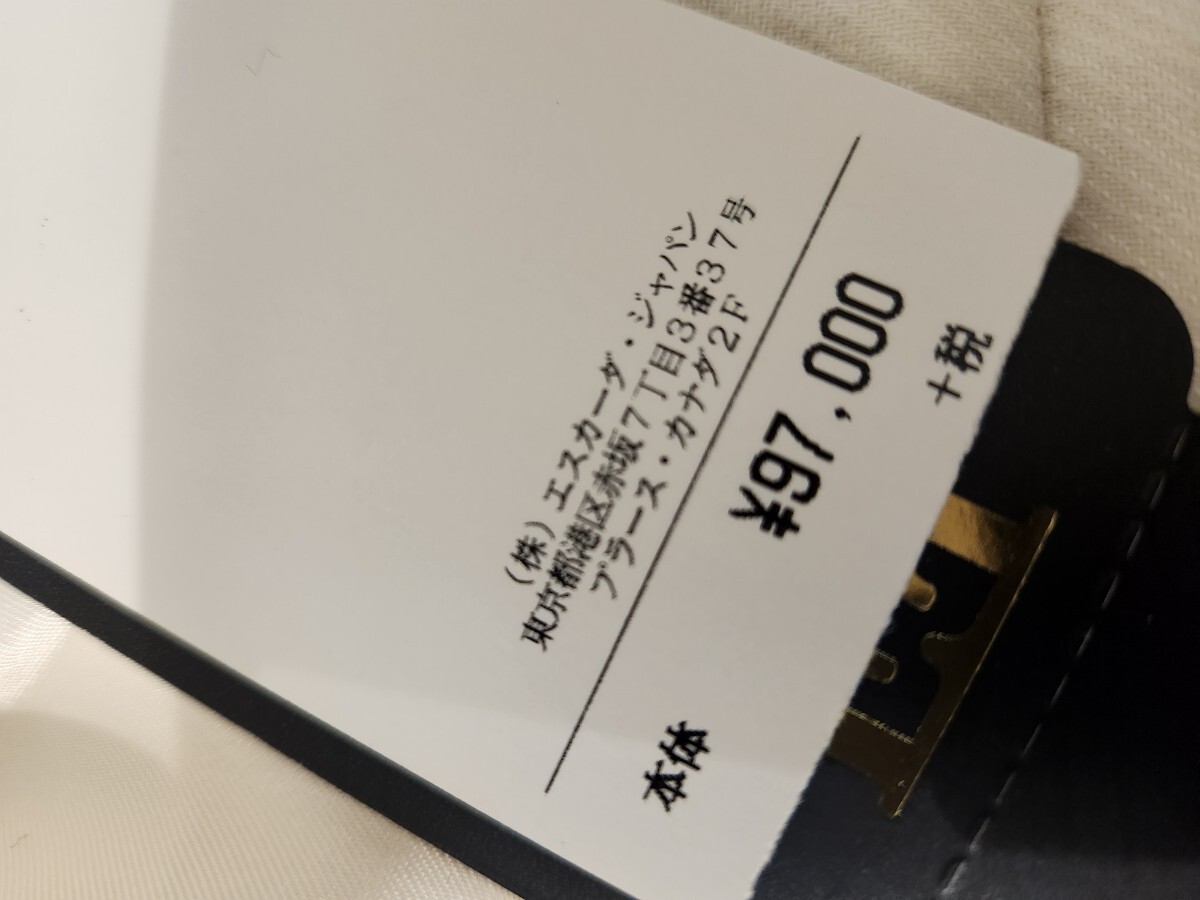 （株）エスカーダ・ジャパン
東京都港区赤坂７丁目３番３７号
プラース・カナダ２Ｆ
本体 ¥97,000
+税